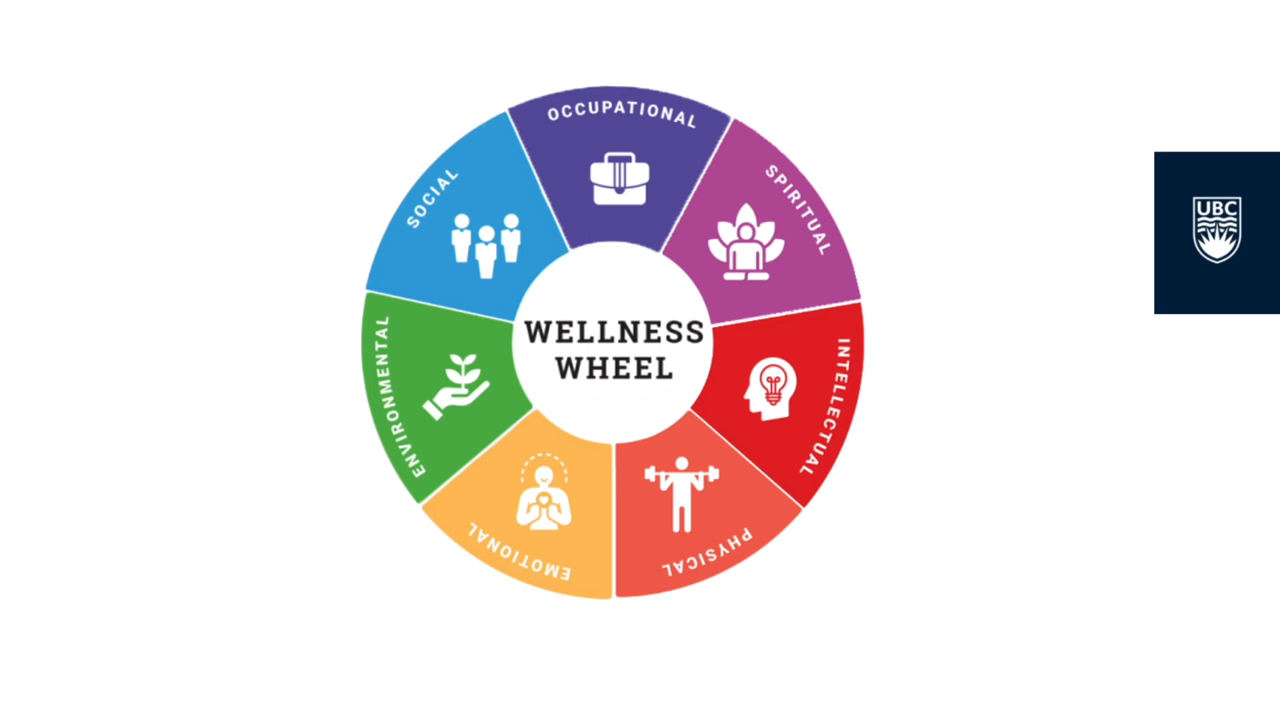 OCCUPATIONAL
SPIRITUAL
INTELLECTUAL
PHYSICAL
EMOTIONAL
ENVIRONMENTAL
SOCIAL
WELLNESS
WHEEL
UBC